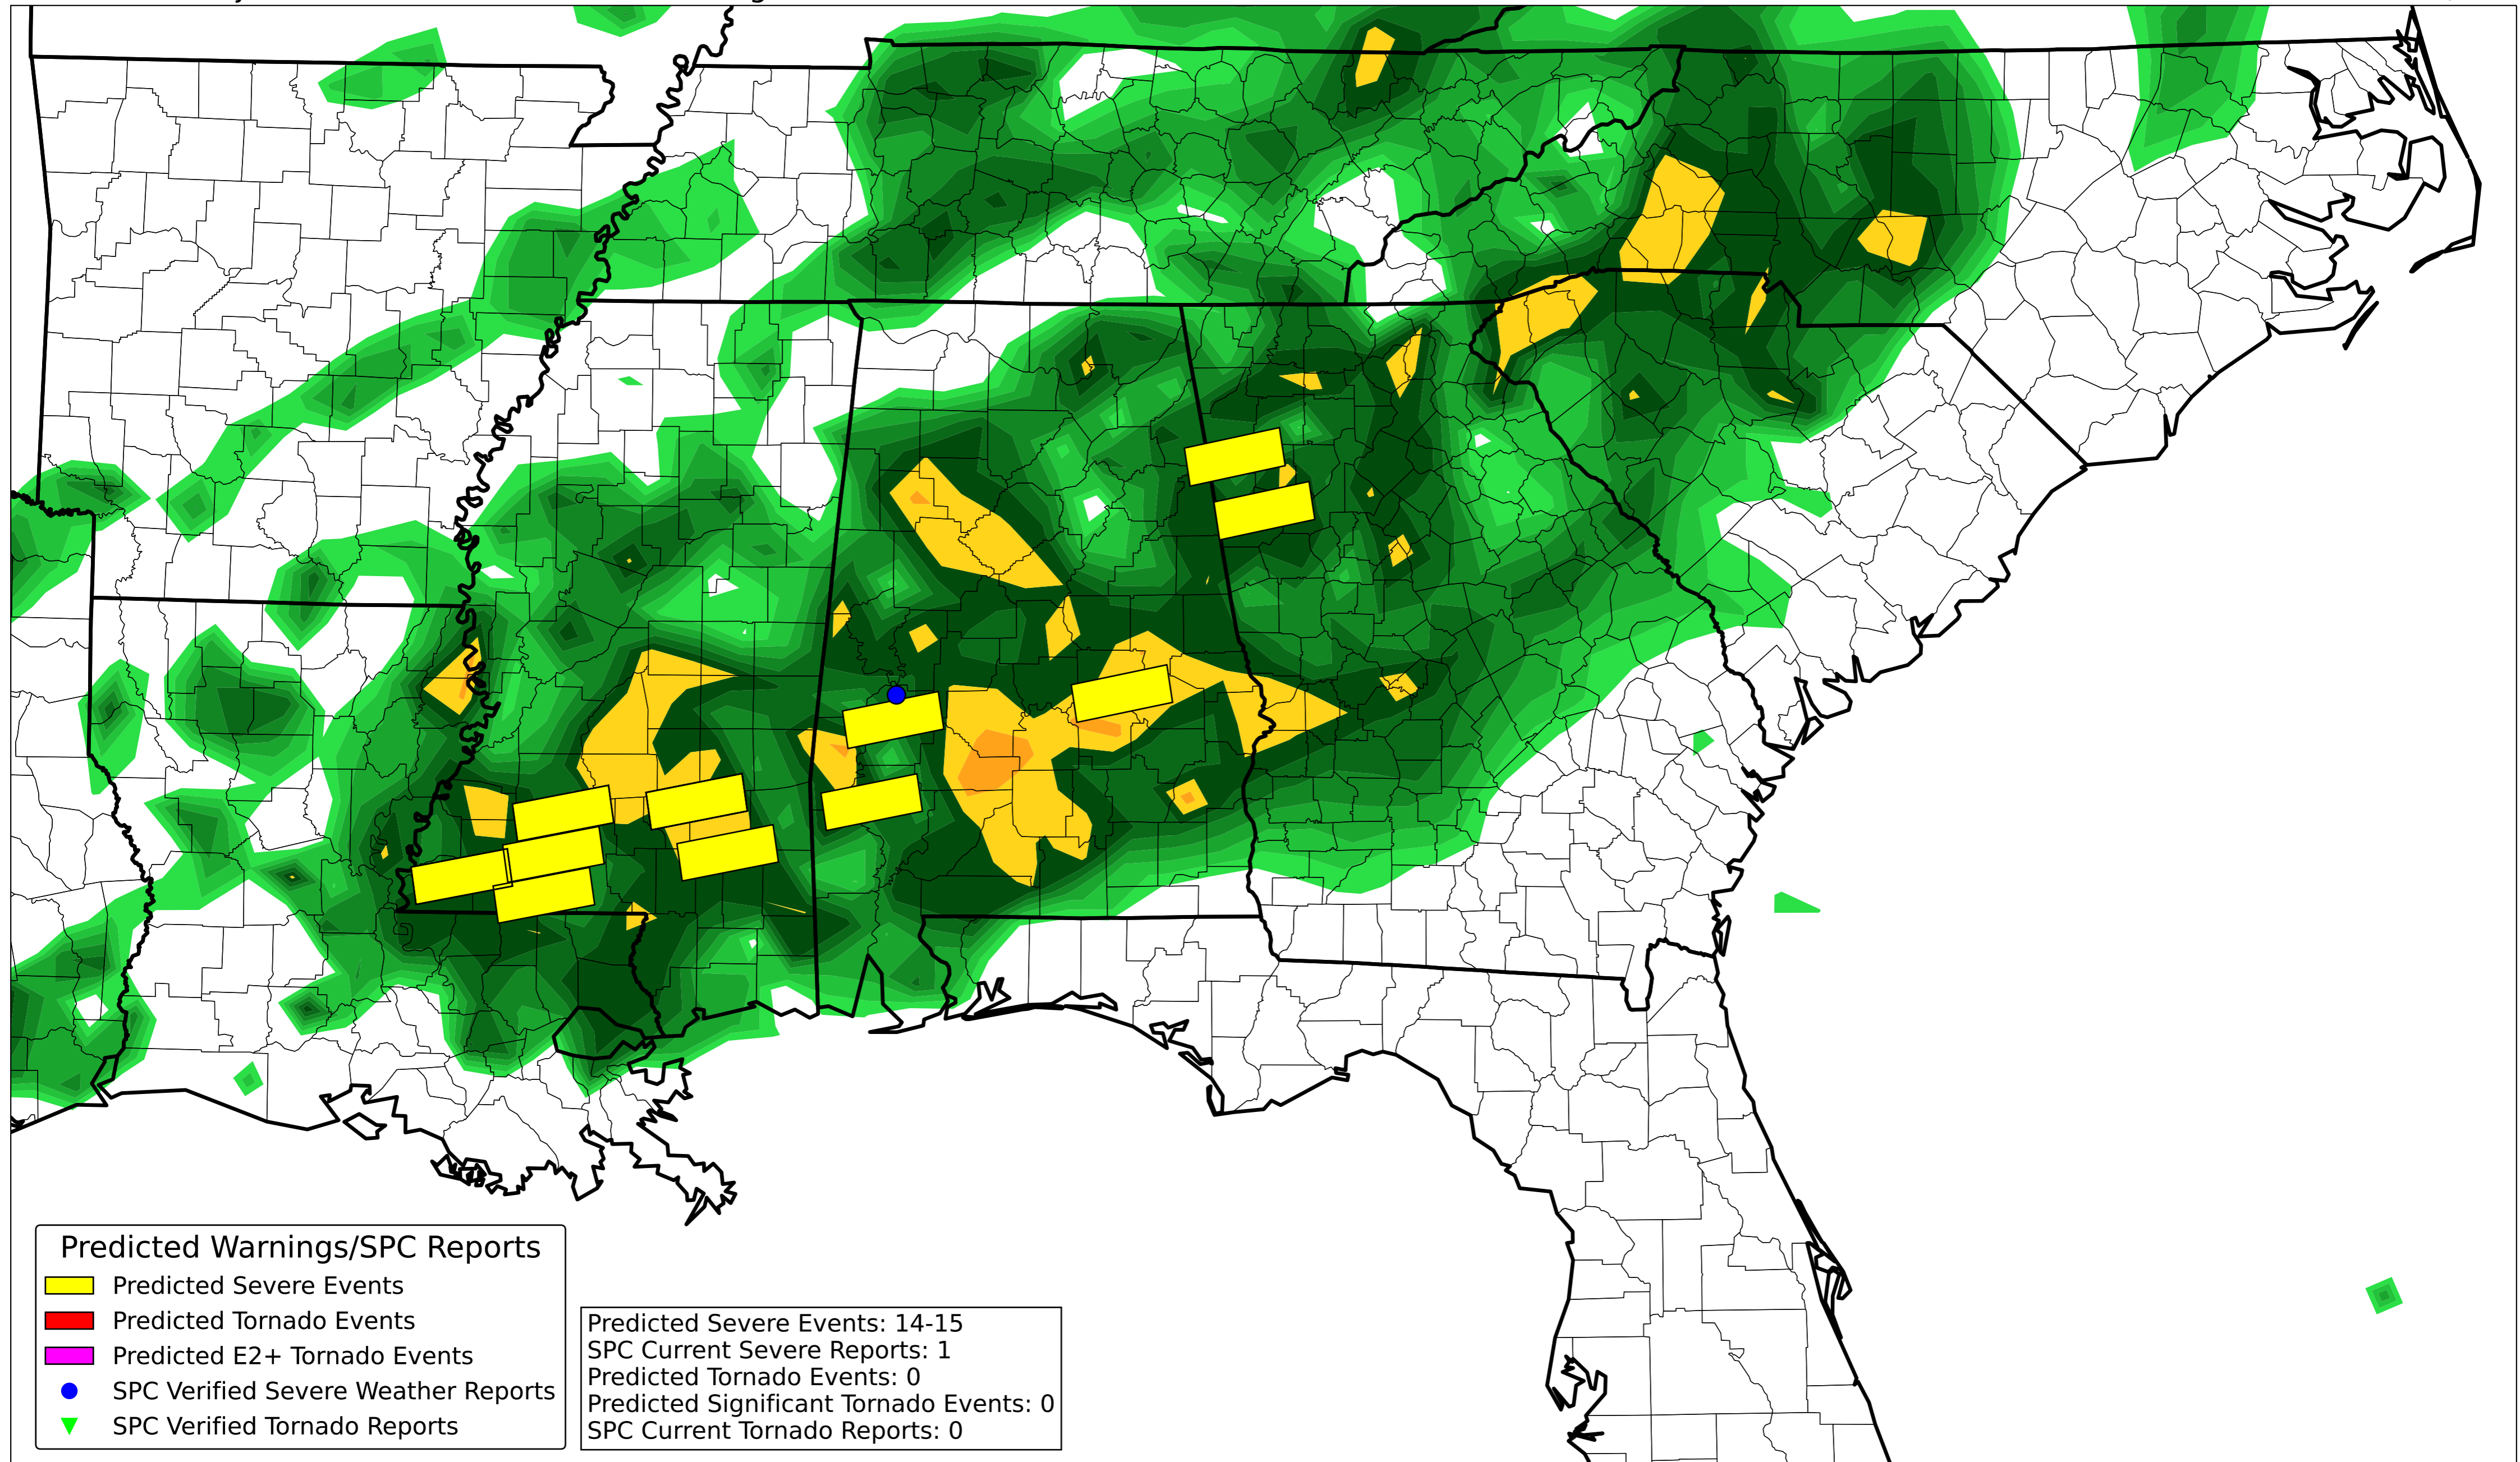 Predicted Warnings/SPC Reports
Predicted Severe Events
Predicted Tornado Events
Predicted E2+ Tornado Events
SPC Verified Severe Weather Reports
SPC Verified Tornado Reports
Predicted Severe Events: 14-15
SPC Current Severe Reports: 1
Predicted Tornado Events: 0
Predicted Significant Tornado Events: 0
SPC Current Tornado Reports: 0